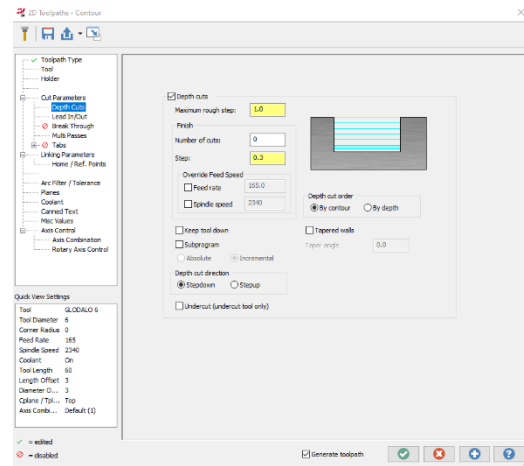 2D Toolpaths - Contour
Toolpath Type
Tool
Holder
Cut Parameters
Depth Cuts
Lead In/Out
Break Through
Multi Passes
Tabs
Linking Parameters
Home / Ref. Points
Arc Filter / Tolerance
Planes
Coolant
Canned Text
Misc Values
Axis Control
Axis Combination
Rotary Axis Control
Quick View Settings
Tool GLODALO 6
Tool Diameter 6
Corner Radius 0
Feed Rate 165
Spindle Speed 2340
Coolant On
Tool Length 60
Length Offset 3
Diameter O... 3
Cplane / Tpl... Top
Axis Combi... Default (1)
= edited
= disabled
Depth cuts
Maximum rough step: 1.0
Finish
Number of cuts: 0
Step: 0.3
Override Feed Speed
Feed rate 165.0
Spindle speed 2340
Depth cut order
By contour By depth
Keep tool down
Tapered walls
Subprogram
Taper angle 0.0
Absolute Incremental
Depth cut direction
Stepdown Stepup
Undercut (undercut tool only)
Generate toolpath